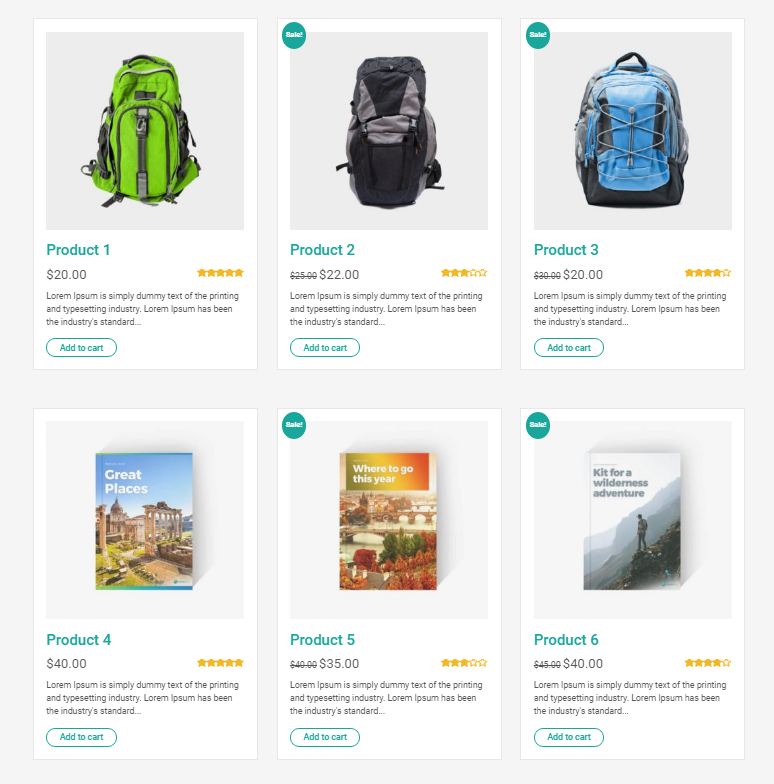 Sale!
Sale!
Product 1
Product 2
Product 3
$20.00
$25.00 $22.00
$30.00 $20.00
Lorem Ipsum is simply dummy text of the printing
and typesetting industry. Lorem Ipsum has been
the industry's standard...
Lorem Ipsum is simply dummy text of the printing
and typesetting industry. Lorem Ipsum has been
the industry's standard...
Lorem Ipsum is simply dummy text of the printing
and typesetting industry. Lorem Ipsum has been
the industry's standard...
Add to cart
Add to cart
Add to cart
Sale!
Sale!
Great
Places
Where to go
this year
Kit for a
wilderness
adventure
Product 4
Product 5
Product 6
$40.00
$40.00 $35.00
$45.00 $40.00
Lorem Ipsum is simply dummy text of the printing
and typesetting industry. Lorem Ipsum has been
the industry's standard...
Lorem Ipsum is simply dummy text of the printing
and typesetting industry. Lorem Ipsum has been
the industry's standard...
Lorem Ipsum is simply dummy text of the printing
and typesetting industry. Lorem Ipsum has been
the industry's standard...
Add to cart
Add to cart
Add to cart